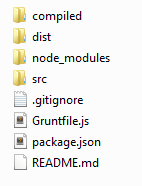 compiled
dist
node_modules
src
.gitignore
Gruntfile.js
package.json
README.md